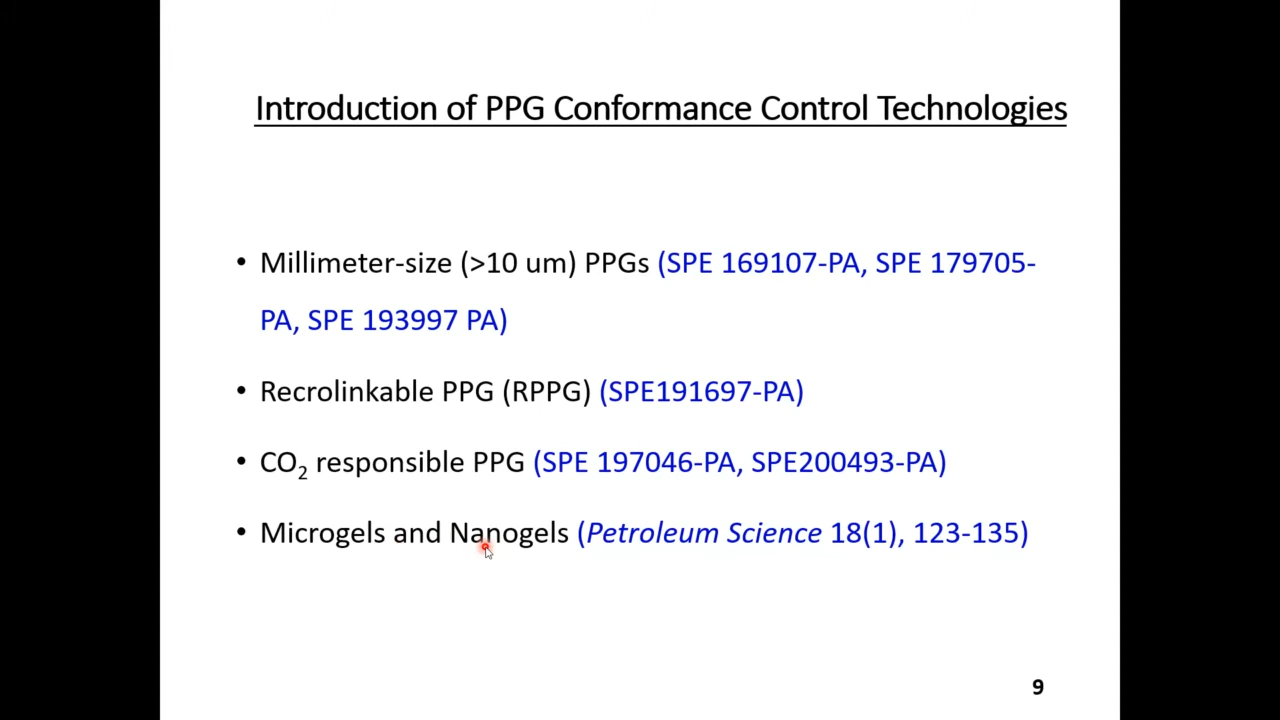 Introduction of PPG Conformance Control Technologies
• Millimeter-size (>10 um) PPGs (SPE 169107-PA, SPE 179705-
PA, SPE 193997 PA)
• Recrolinkable PPG (RPPG) (SPE191697-PA)
• CO₂ responsible PPG (SPE 197046-PA, SPE200493-PA)
• Microgels and Nanogels (Petroleum Science 18(1), 123-135)
9